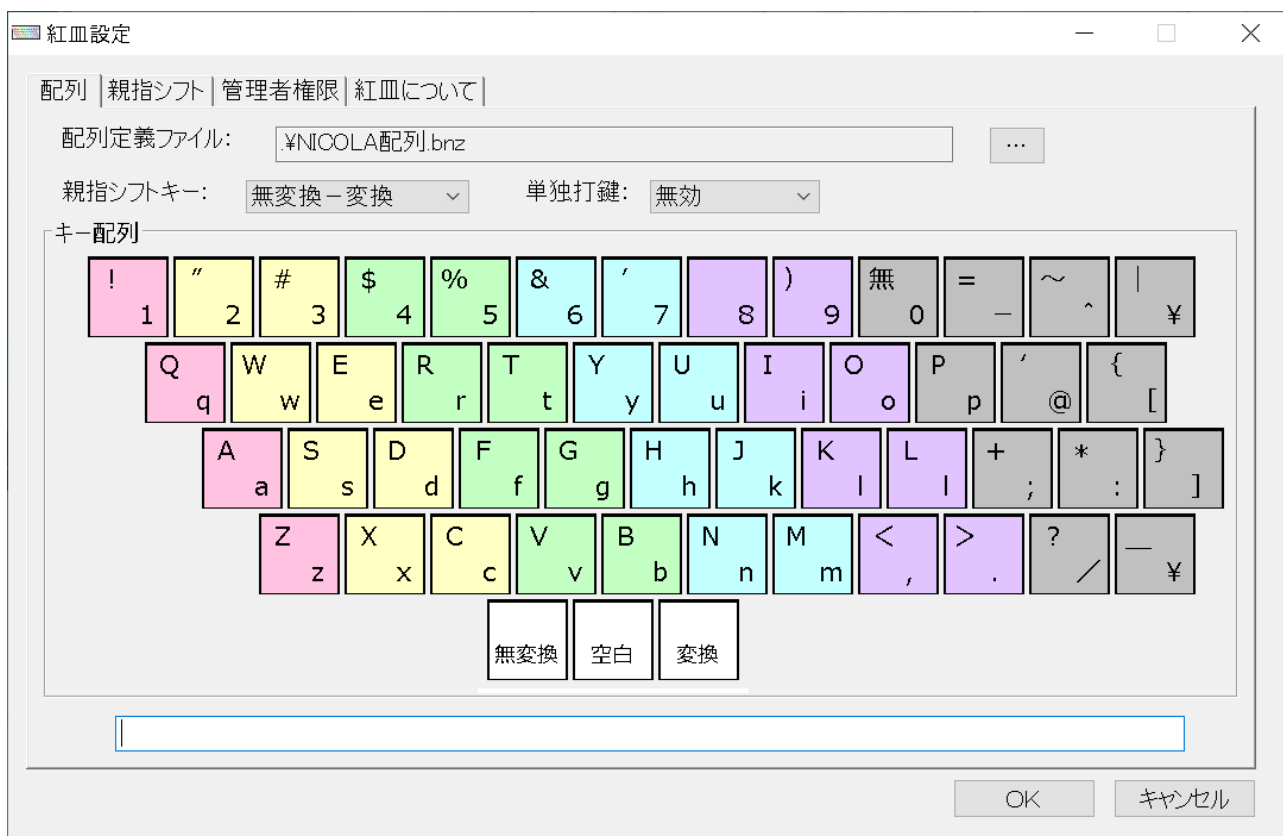 紅皿設定
配列 親指シフト 管理者権限 紅皿について
配列定義ファイル: .¥NICOLA配列.bnz ...
親指シフトキー: 無変換－変換 単独打鍵: 無効
キー配列
! " # $ % & ' ) 無 = ～ |
1 2 3 4 5 6 7 8 9 0 － ^ ¥
Q W E R T Y U I O P ‘ {
q w e r t y u i o p @ [
A S D F G H J K L + * }
a s d f g h k l l ; : ]
Z X C V B N M < > ? ＿
z x c v b n m , . ／ ¥
無変換 空白 変換
OK キャンセル